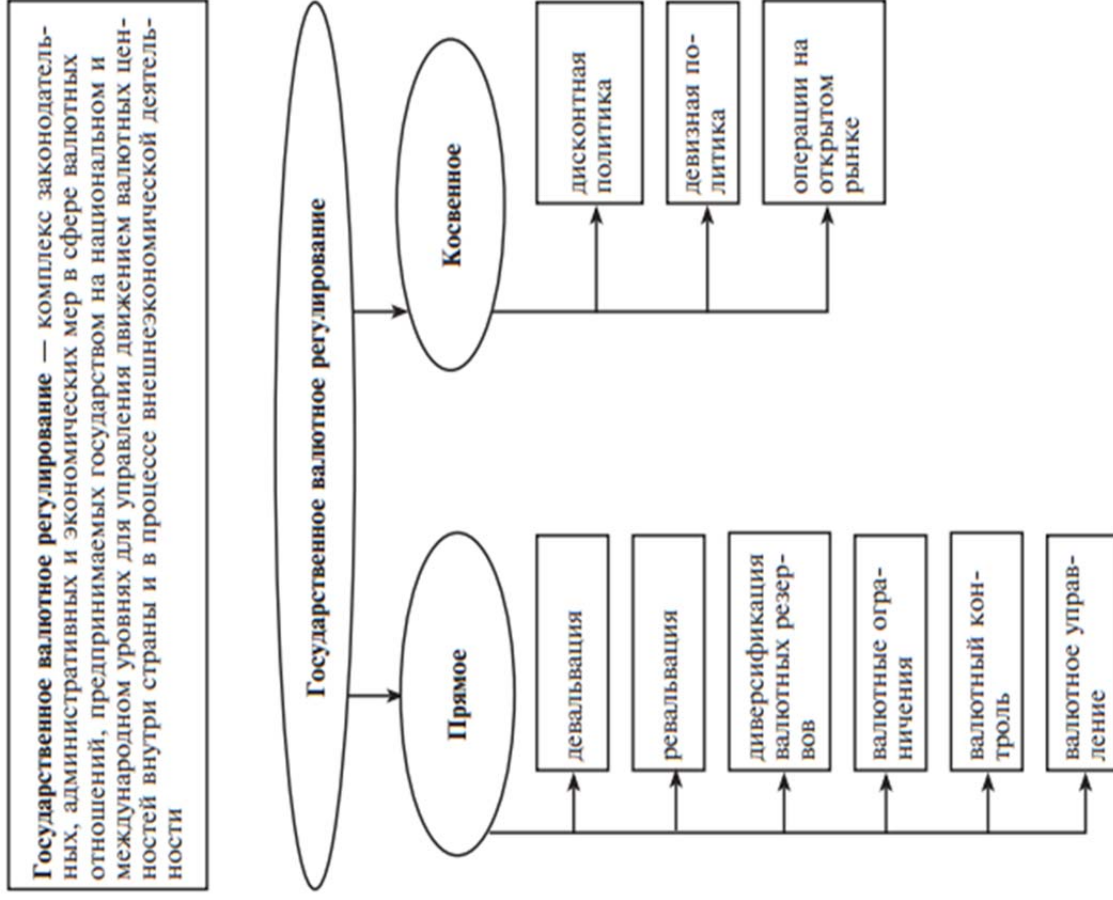 Государственное валютное регулирование — комплекс законодатель-
ных, административных и экономических мер в сфере валютных
отношений, предпринимаемых государством на национальном и
международном уровнях для управления движением валютных цен-
ностей внутри страны и в процессе внешнеэкономической деятель-
ности
Государственное валютное регулирование
Прямое
девальвация
ревальвация
диверсификация
валютных резер-
вов
валютные огра-
ничения
валютный кон-
троль
валютное управ-
ление
Косвенное
дисконтная
политика
девизная по-
литика
операции на
открытом
рынке